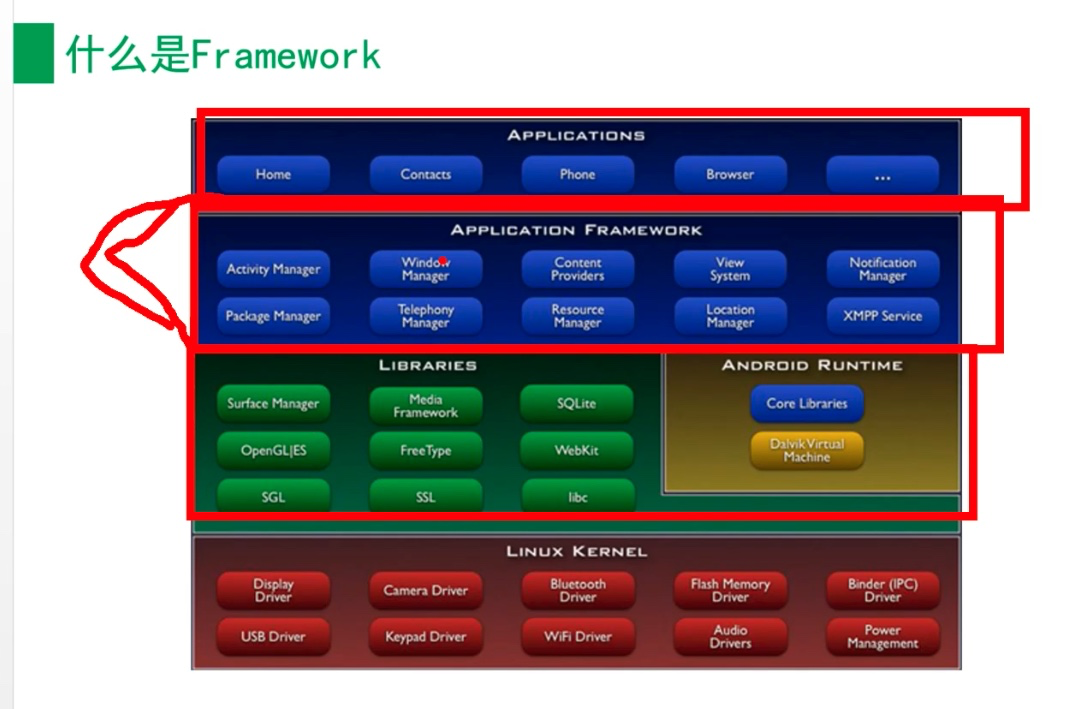 什么是Framework
APPLICATIONS
Home
Contacts
Phone
Browser
...
APPLICATION FRAMEWORK
Activity Manager
Window
Manager
Content
Providers
View
System
Notification
Manager
Package Manager
Telephony
Manager
Resource
Manager
Location
Manager
XMPP Service
LIBRARIES
Surface Manager
Media
Framework
SQLite
OpenGL|ES
FreeType
WebKit
SGL
SSL
libc
ANDROID RUNTIME
Core Libraries
Dalvik Virtual
Machine
LINUX KERNEL
Display
Driver
Camera Driver
Bluetooth
Driver
Flash Memory
Driver
Binder (IPC)
Driver
USB Driver
Keypad Driver
WiFi Driver
Audio
Drivers
Power
Management